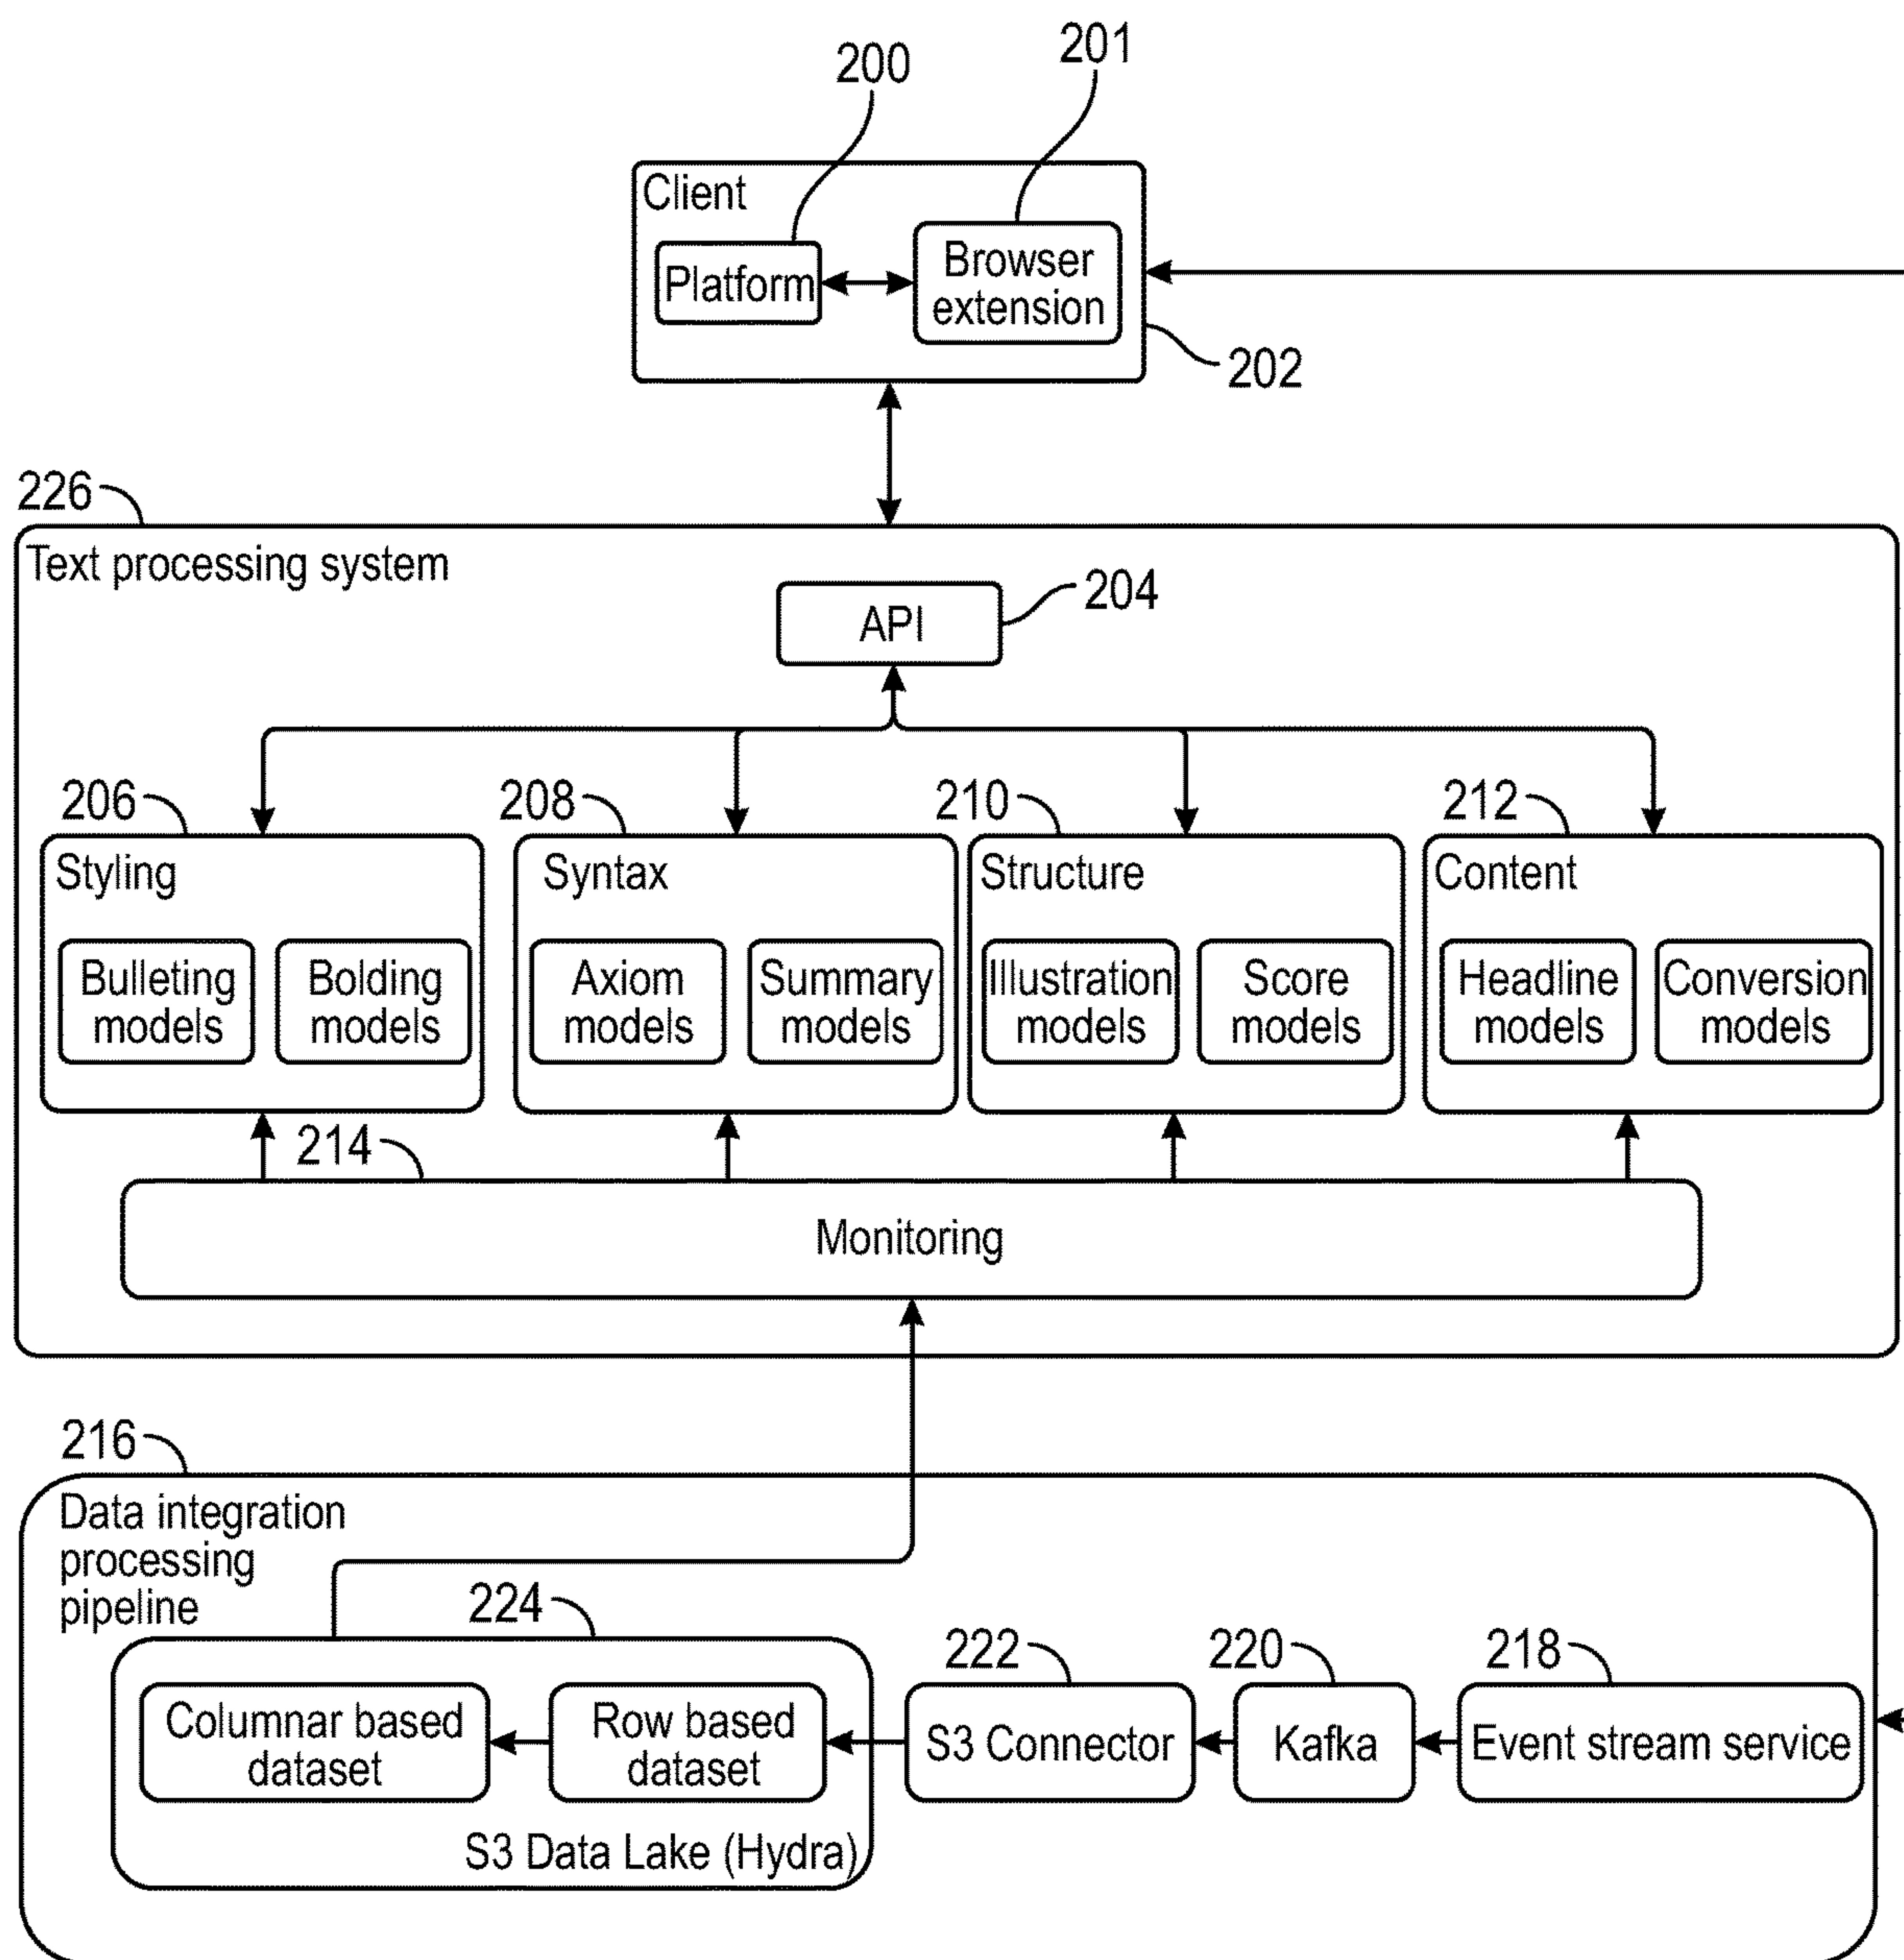 200
201
Client
Platform
Browser
extension
202
226
Text processing system
API
204
206
208
210
212
Styling
Syntax
Structure
Content
Bulleting
models
Bolding
models
Axiom
models
Summary
models
Illustration
models
Score
models
Headline
models
Conversion
models
214
Monitoring
216
Data integration
processing
pipeline
224
222
220
218
Columnar based
dataset
Row based
dataset
S3 Connector
Kafka
Event stream service
S3 Data Lake (Hydra)